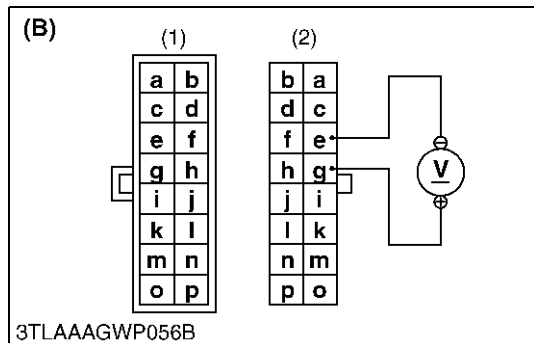 (B)
(1) (2)
a b b a
c d d c
e f f e
g h h g
i j j i
k l l k
m n n m
o p p o
⊖
V
⊕
3TLAAAGWP056B